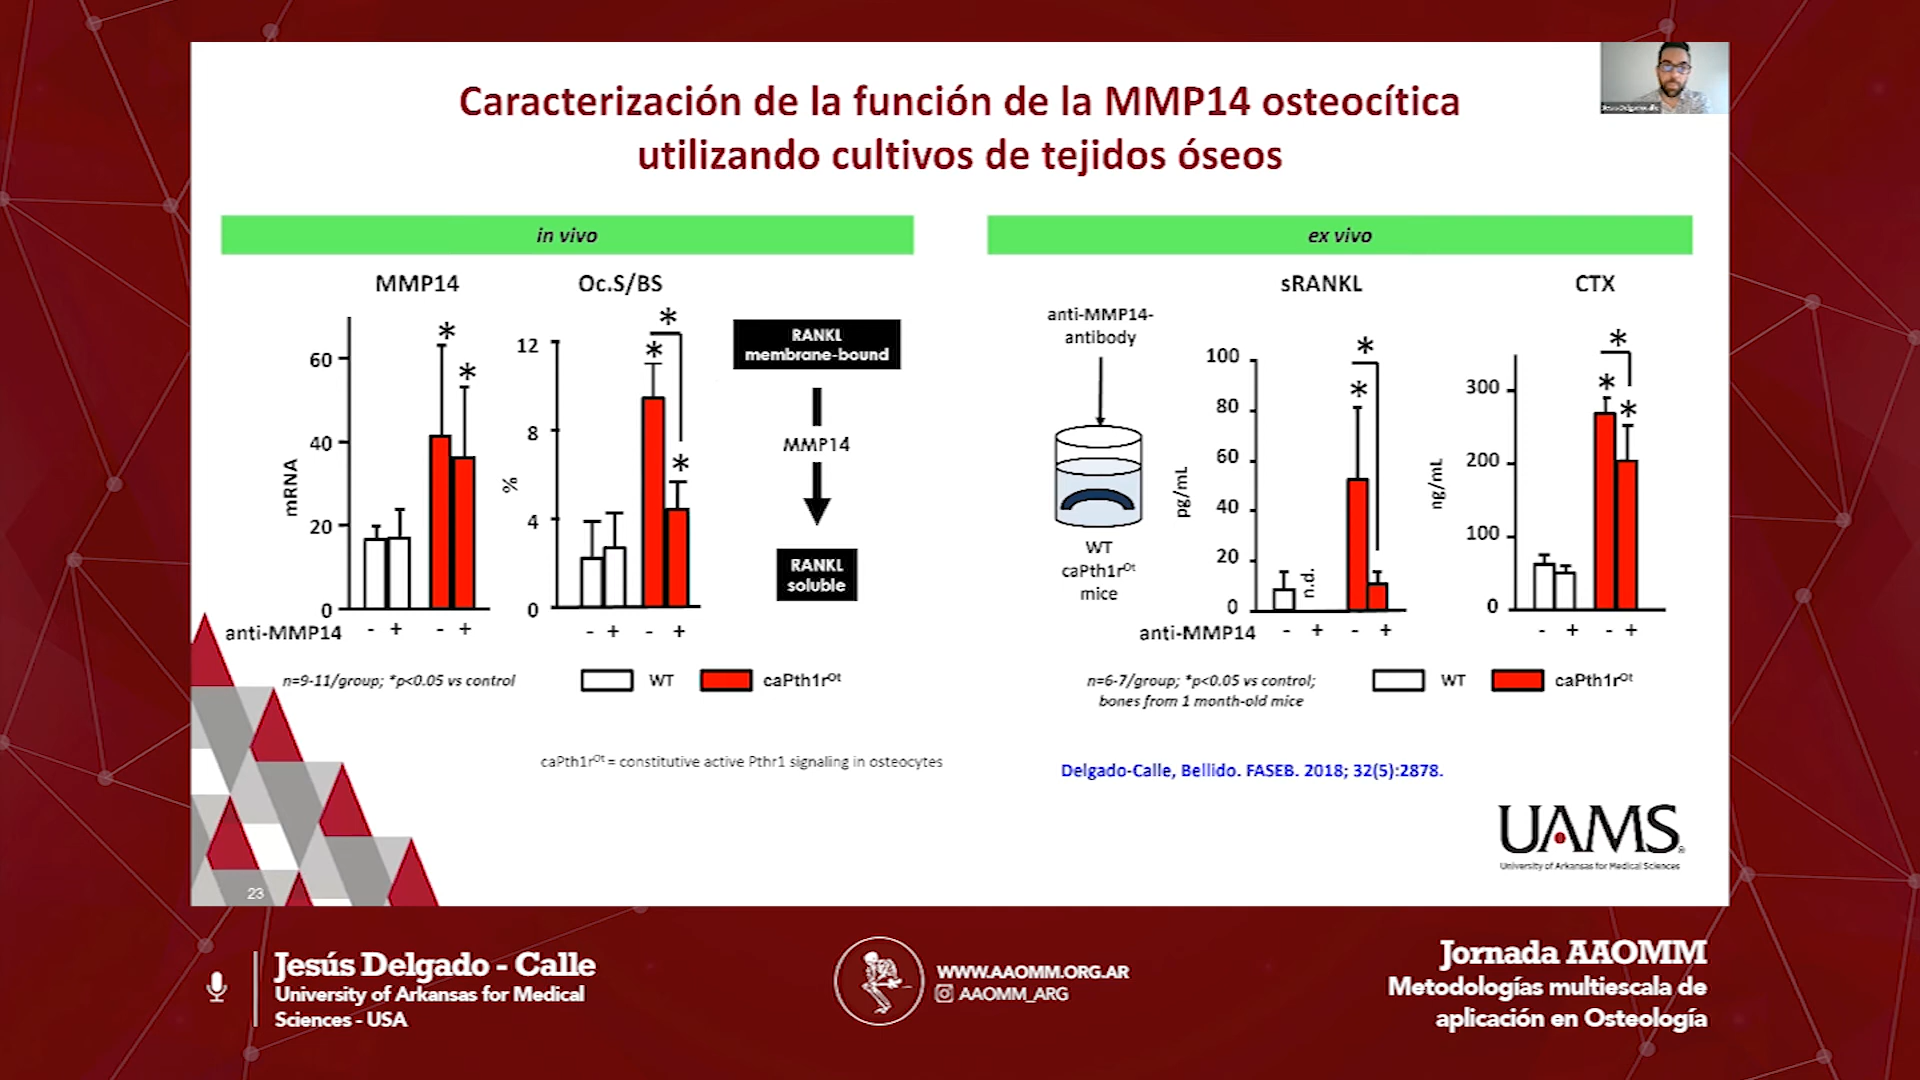 Caracterización de la función de la MMP14 osteocítica
utilizando cultivos de tejidos óseos
in vivo
MMP14
mRNA
60
40
20
0
anti-MMP14
- + - +
* *
Oc.S/BS
%
12
8
4
0
- + - +
* * *
RANKL
membrane-bound
MMP14
RANKL
soluble
n=9-11/group; *p<0.05 vs control
WT
caPth1rOt
ex vivo
anti-MMP14-
antibody
WT
caPth1rOt
mice
sRANKL
pg/mL
100
80
60
40
20
0
n.d.
* *
anti-MMP14
- + - +
CTX
ng/mL
300
200
100
0
* * *
- + - +
n=6-7/group; *p<0.05 vs control;
bones from 1 month-old mice
WT
caPth1rOt
caPth1rOt = constitutive active Pthr1 signaling in osteocytes
Delgado-Calle, Bellido. FASEB. 2018; 32(5):2878.
UAMS
University of Arkansas for Medical Sciences
23
Jesús Delgado - Calle
University of Arkansas for Medical
Sciences - USA
WWW.AAOMM.ORG.AR
AAOMM_ARG
Jornada AAOMM
Metodologías multiescala de
aplicación en Osteología